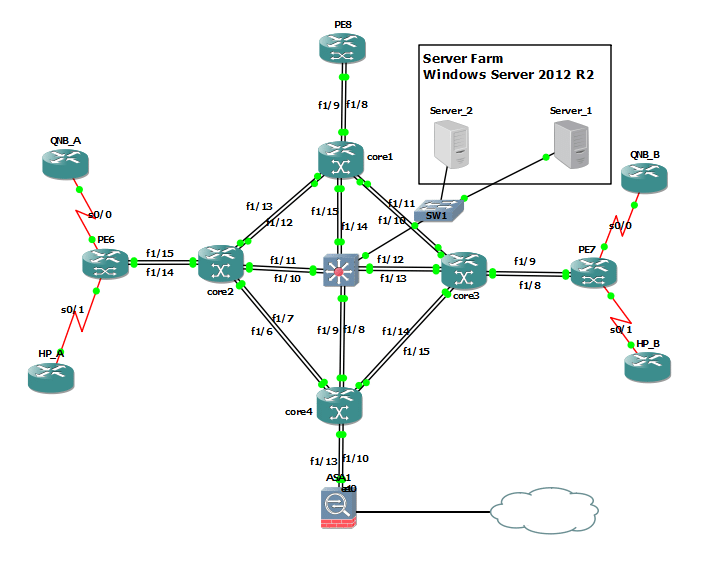 PE8
Server Farm
Windows Server 2012 R2
f1/9 f1/8
Server_2
Server_1
QNB_A
core1
QNB_B
f1/13
f1/12
f1/15
f1/14
f1/11
f1/10
SW1
s0/0
s0/0
PE6
f1/15
f1/14
f1/11
f1/10
f1/12
f1/13
PE7
f1/9
f1/8
core2
core3
f1/7
f1/6
f1/9 f1/8
f1/14
f1/15
s0/1
s0/1
HP_A
HP_B
core4
f1/13 f1/10
ASA1